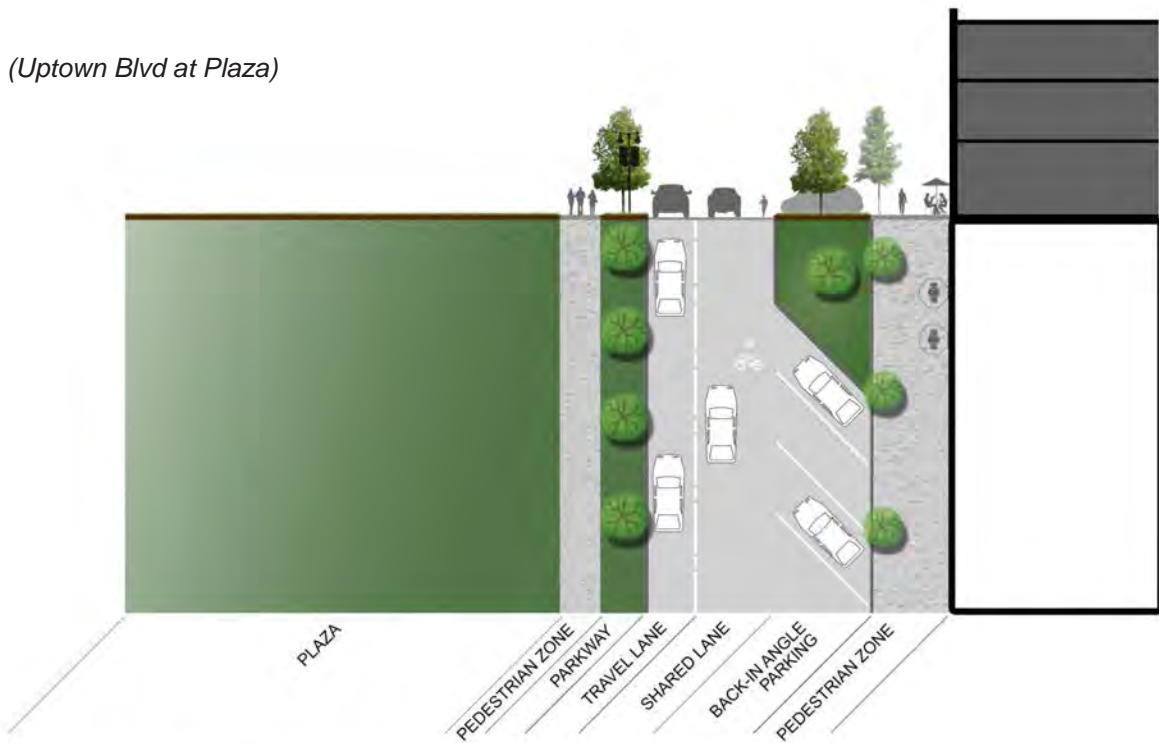 (Uptown Blvd at Plaza)
PLAZA
PEDESTRIAN ZONE
PARKWAY
TRAVEL LANE
SHARED LANE
BACK-IN ANGLE
PARKING
PEDESTRIAN ZONE